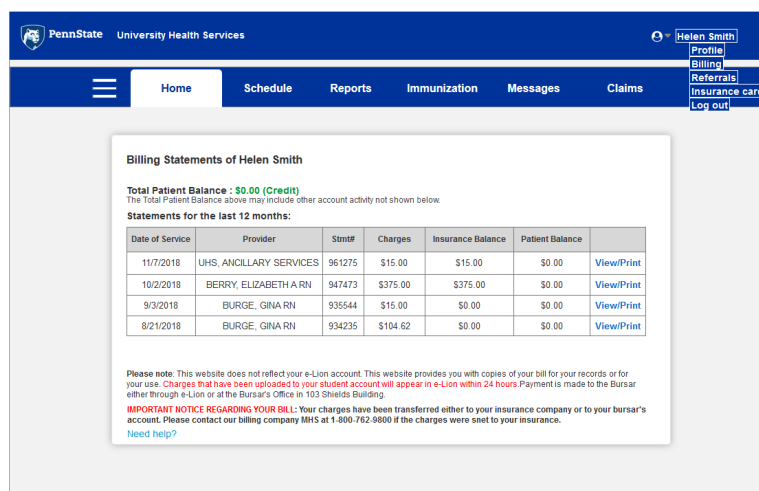 PennState University Health Services
Helen Smith
Profile
Billing
Referrals
Insurance car
Log out
Home Schedule Reports Immunization Messages Claims
Billing Statements of Helen Smith
Total Patient Balance : $0.00 (Credit)
The Total Patient Balance above may include other account activity not shown below.
Statements for the last 12 months:
Date of Service Provider Stmt# Charges Insurance Balance Patient Balance
11/7/2018 UHS, ANCILLARY SERVICES 961275 $15.00 $15.00 $0.00 View/Print
10/2/2018 BERRY, ELIZABETH A RN 947473 $375.00 $375.00 $0.00 View/Print
9/3/2018 BURGE, GINA RN 935544 $15.00 $0.00 $0.00 View/Print
8/21/2018 BURGE, GINA RN 934235 $104.62 $0.00 $0.00 View/Print
Please note: This website does not reflect your e-Lion account. This website provides you with copies of your bill for your records or for
your use. Charges that have been uploaded to your student account will appear in e-Lion within 24 hours.Payment is made to the Bursar
either through e-Lion or at the Bursar's Office in 103 Shields Building.
IMPORTANT NOTICE REGARDING YOUR BILL: Your charges have been transferred either to your insurance company or to your bursar's
account. Please contact our billing company MHS at 1-800-762-9800 if the charges were snet to your insurance.
Need help?